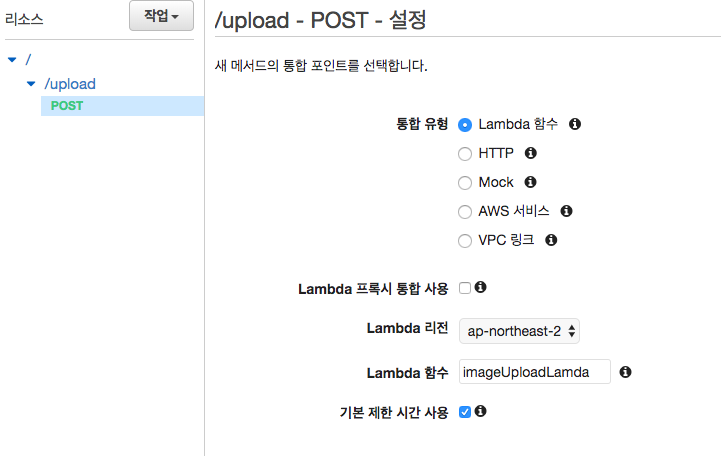 리소스
작업
/
/upload
POST
/upload - POST - 설정
새 메서드의 통합 포인트를 선택합니다.
통합 유형
Lambda 함수
HTTP
Mock
AWS 서비스
VPC 링크
Lambda 프록시 통합 사용
Lambda 리전
ap-northeast-2
Lambda 함수
imageUploadLamda
기본 제한 시간 사용